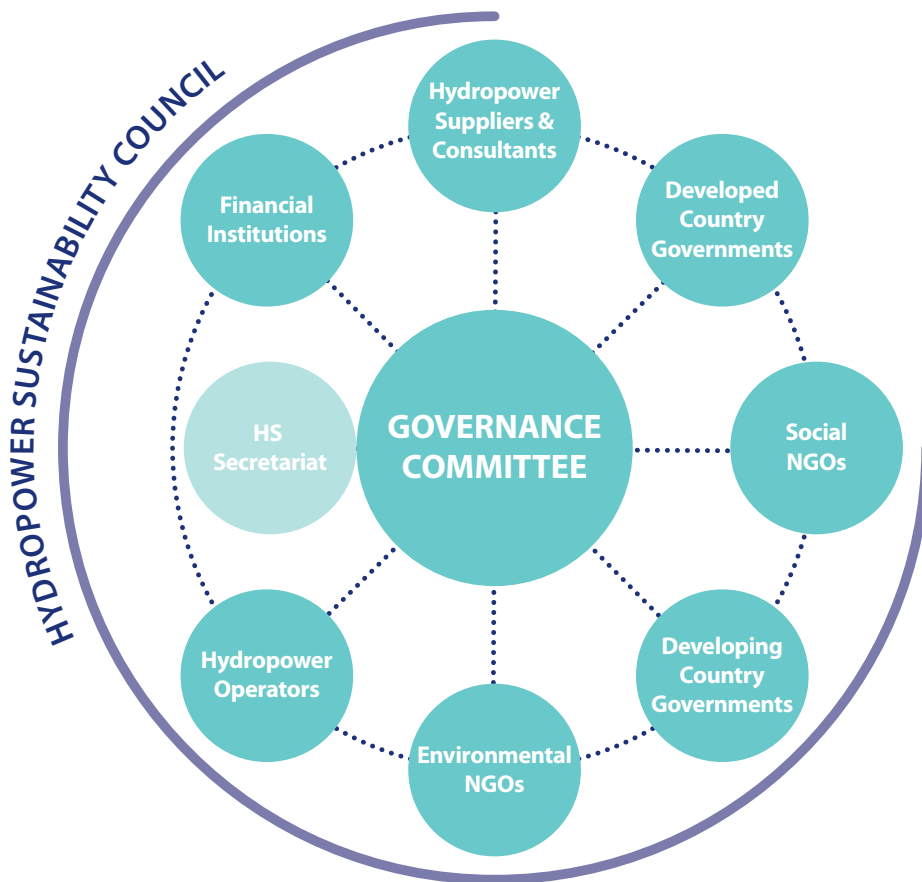 HYDROPOWER SUSTAINABILITY COUNCIL
Hydropower
Suppliers &
Consultants
Financial
Institutions
Developed
Country
Governments
HS
Secretariat
GOVERNANCE
COMMITTEE
Social
NGOs
Hydropower
Operators
Developing
Country
Governments
Environmental
NGOs